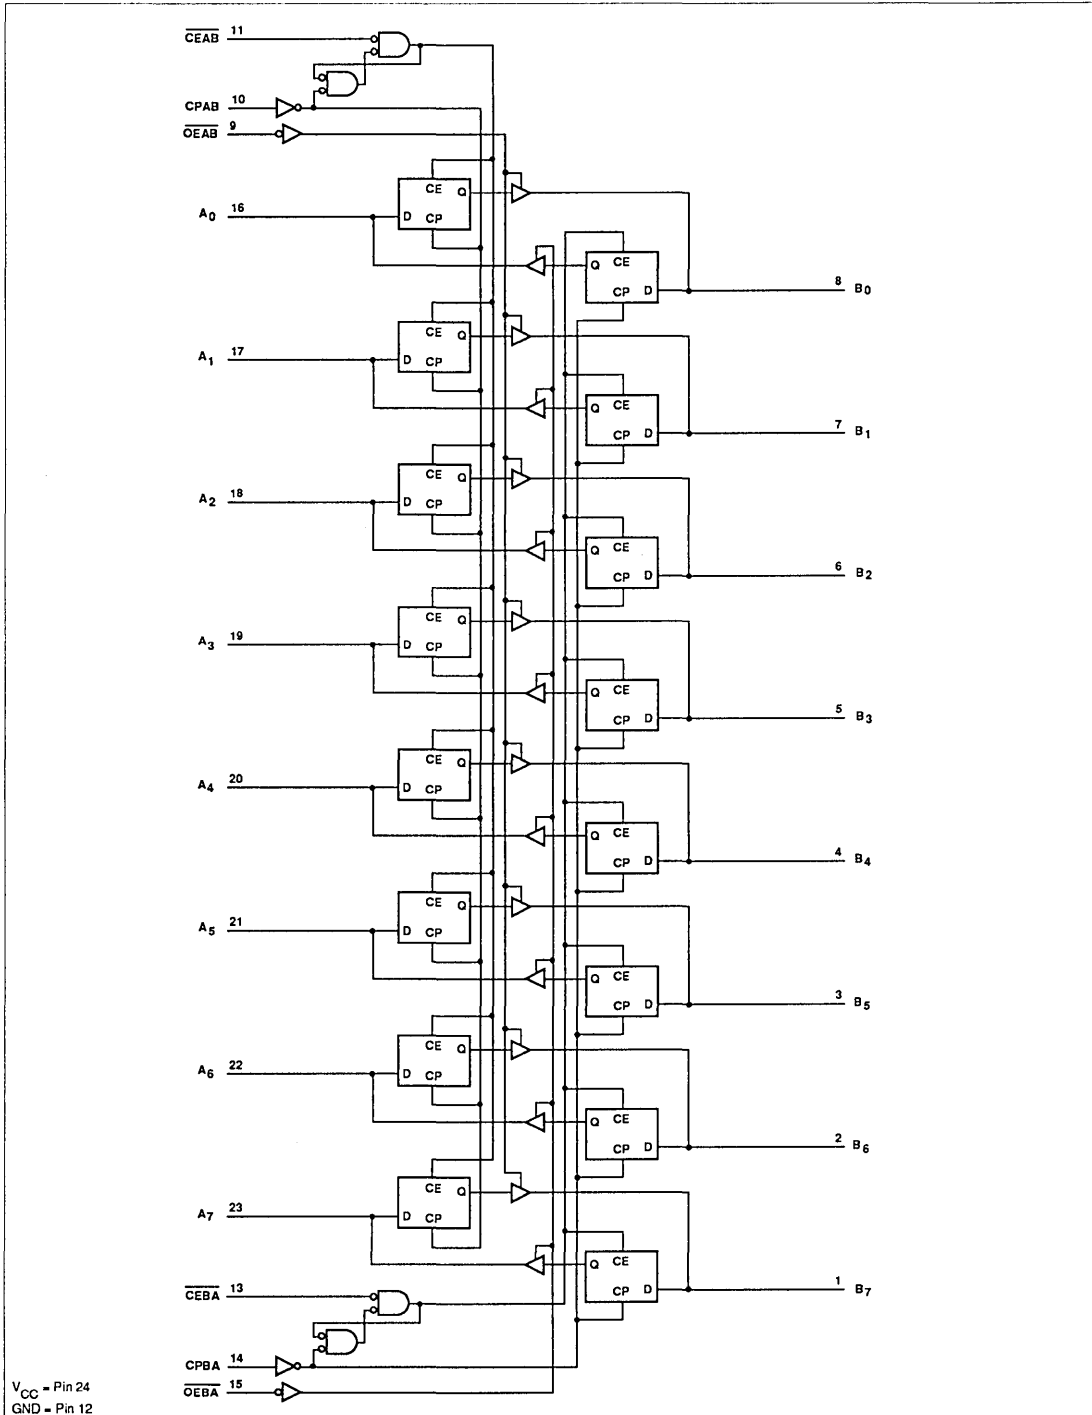 CEAB 11
CPAB 10
OEAB 9
CE Q
A0 16 D CP
Q CE
CP D 8 B0
CE Q
A1 17 D CP
Q CE
CP D 7 B1
CE Q
A2 18 D CP
Q CE
CP D 6 B2
CE Q
A3 19 D CP
Q CE
CP D 5 B3
CE Q
A4 20 D CP
Q CE
CP D 4 B4
CE Q
A5 21 D CP
Q CE
CP D 3 B5
CE Q
A6 22 D CP
Q CE
CP D 2 B6
CE Q
A7 23 D CP
Q CE
CP D 1 B7
CEBA 13
CPBA 14
OEBA 15
VCC = Pin 24
GND = Pin 12